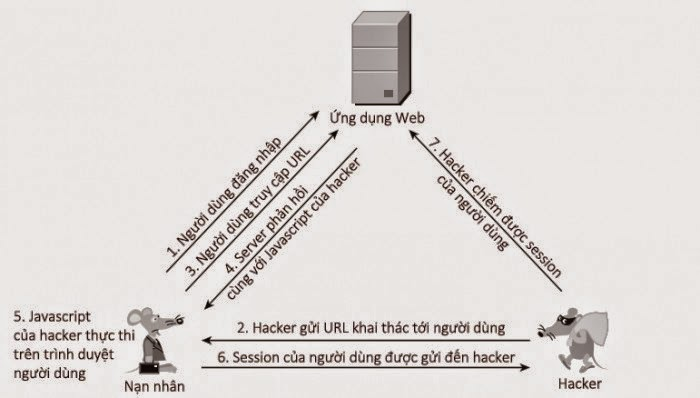 Ứng dụng Web
1. Người dùng đăng nhập
3. Người dùng truy cập URL
4. Server phản hồi
cùng với Javascript của hacker
7. Hacker chiếm được session
của người dùng
5. Javascript
của hacker thực thi
trên trình duyệt
người dùng
2. Hacker gửi URL khai thác tới người dùng
6. Session của người dùng được gửi đến hacker
Nạn nhân
Hacker